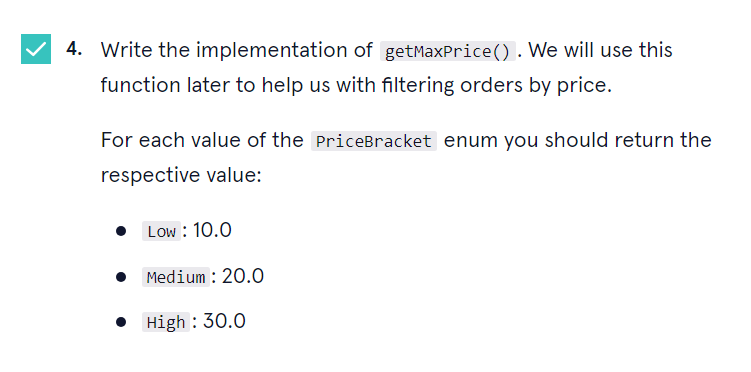 4. Write the implementation of getMaxPrice(). We will use this
function later to help us with filtering orders by price.
For each value of the PriceBracket enum you should return the
respective value:
• Low: 10.0
• Medium: 20.0
• High: 30.0